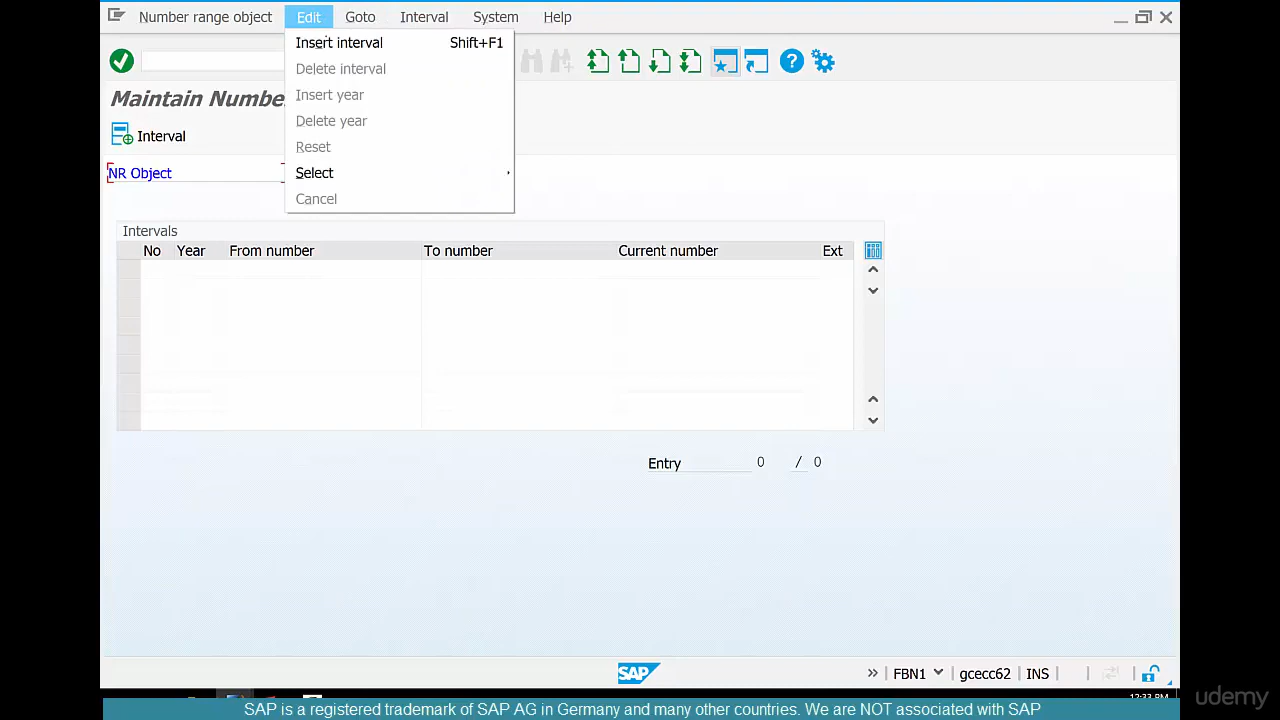 Number range object Edit Goto Interval System Help
Insert interval Shift+F1
Delete interval
Insert year
Delete year
Reset
Select
Cancel
Maintain Numbe
Interval
NR Object
Intervals
No Year From number To number Current number Ext
Entry 0 / 0
SAP
FBN1 gcecc62 INS
12:33 PM
SAP is a registered trademark of SAP AG in Germany and many other countries. We are NOT associated with SAP
udemy